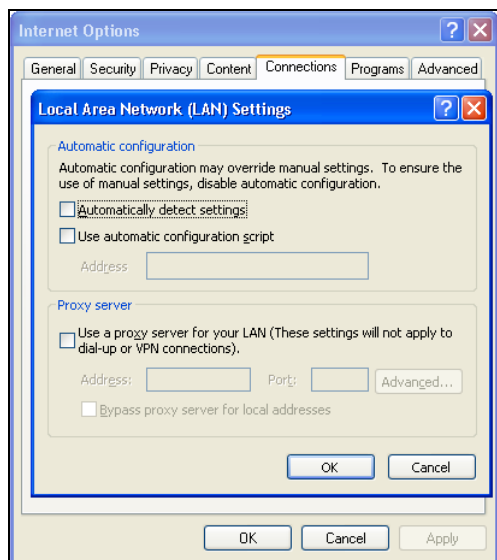 Internet Options
General Security Privacy Content Connections Programs Advanced
Local Area Network (LAN) Settings
Automatic configuration
Automatic configuration may override manual settings. To ensure the
use of manual settings, disable automatic configuration.
Automatically detect settings
Use automatic configuration script
Address
Proxy server
Use a proxy server for your LAN (These settings will not apply to
dial-up or VPN connections).
Address: Port: Advanced...
Bypass proxy server for local addresses
OK Cancel
OK Cancel Apply